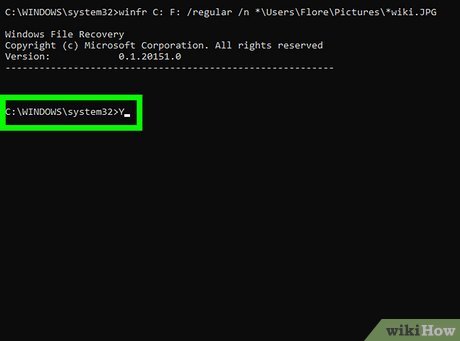 C:\WINDOWS\system32>winfr C: F: /regular /n *\Users\Flore\Pictures\*wiki.JPG
Windows File Recovery
Copyright (c) Microsoft Corporation. All rights reserved
Version: 0.1.20151.0
---------------------------------------------------------
C:\WINDOWS\system32>Y
wikiHow